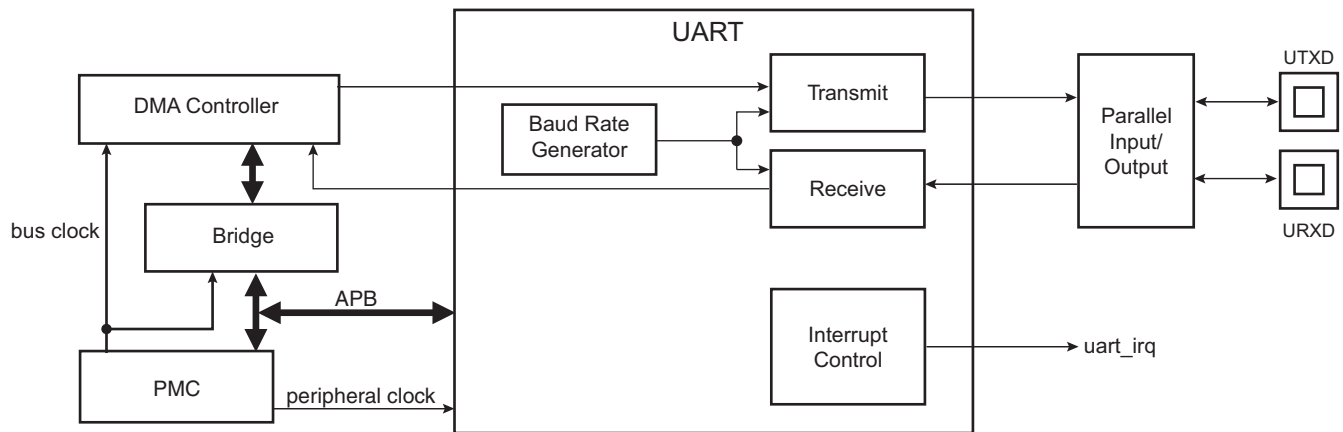 UART
UTXD
DMA Controller
Transmit
Baud Rate
Generator
Parallel
Input/
Output
Receive
bus clock
Bridge
URXD
APB
Interrupt
Control
uart_irq
PMC
peripheral clock